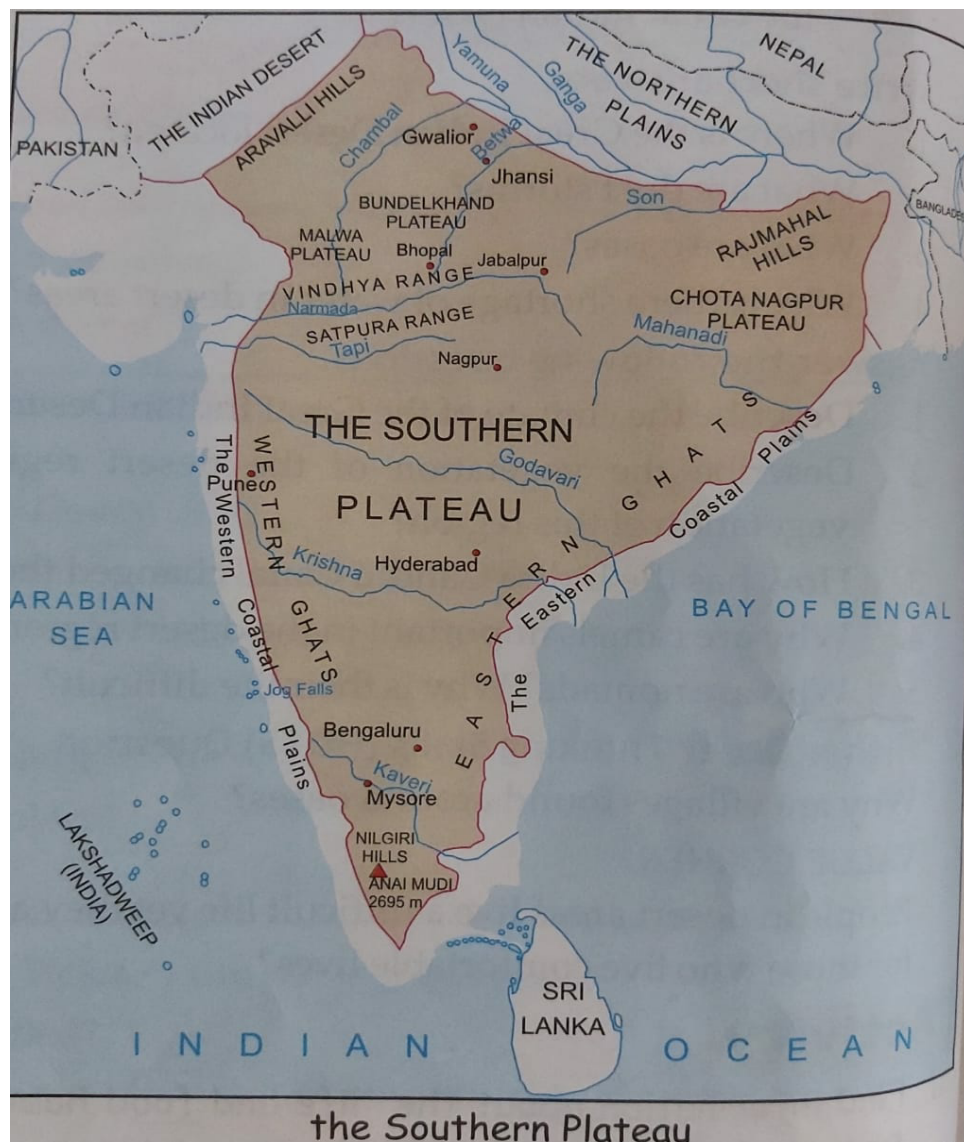 NEPAL
THE NORTHERN
PLAINS
Yamuna
Ganga
THE INDIAN DESERT
ARAVALLI HILLS
PAKISTAN
Chambal
Gwalior
Betwa
Jhansi
BANGLADE
BUNDELKHAND
PLATEAU
Son
RAJMAHAL
HILLS
MALWA
PLATEAU
Bhopal
Jabalpur
VINDHYA RANGE
Narmada
CHOTA NAGPUR
PLATEAU
SATPURA RANGE
Tapi
Mahanadi
Nagpur
THE SOUTHERN
PLATEAU
Godavari
WESTERN
GHATS
Pune
The Western
Coastal
Plains
Krishna
Hyderabad
EASTERN GHATS
The Eastern
Coastal Plains
ARABIAN
SEA
BAY OF BENGAL
Jog Falls
Bengaluru
Kaveri
Mysore
NILGIRI
HILLS
ANAI MUDI
2695 m
LAKSHADWEEP
(INDIA)
SRI
LANKA
INDIAN OCEAN
the Southern Plateau